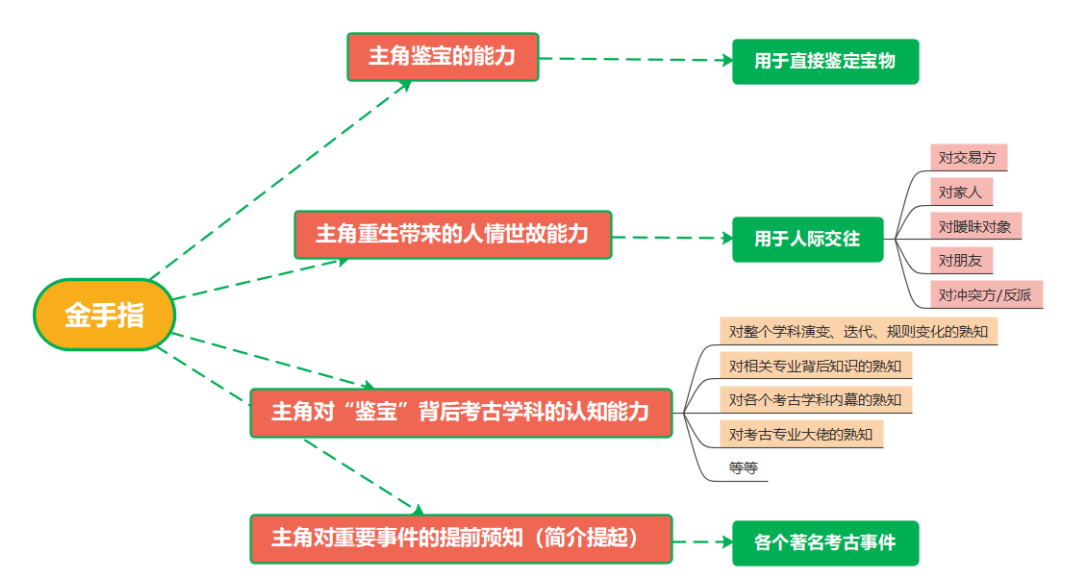 主角鉴宝的能力
用于直接鉴定宝物
对交易方
对家人
主角重生带来的人情世故能力
用于人际交往
对暧昧对象
对朋友
对冲突方/反派
金手指
对整个学科演变、迭代、规则变化的熟知
对相关专业背后知识的熟知
主角对“鉴宝”背后考古学科的认知能力
对各个考古学科内幕的熟知
对考古专业大佬的熟知
等等
主角对重要事件的提前预知（简介提起）
各个著名考古事件